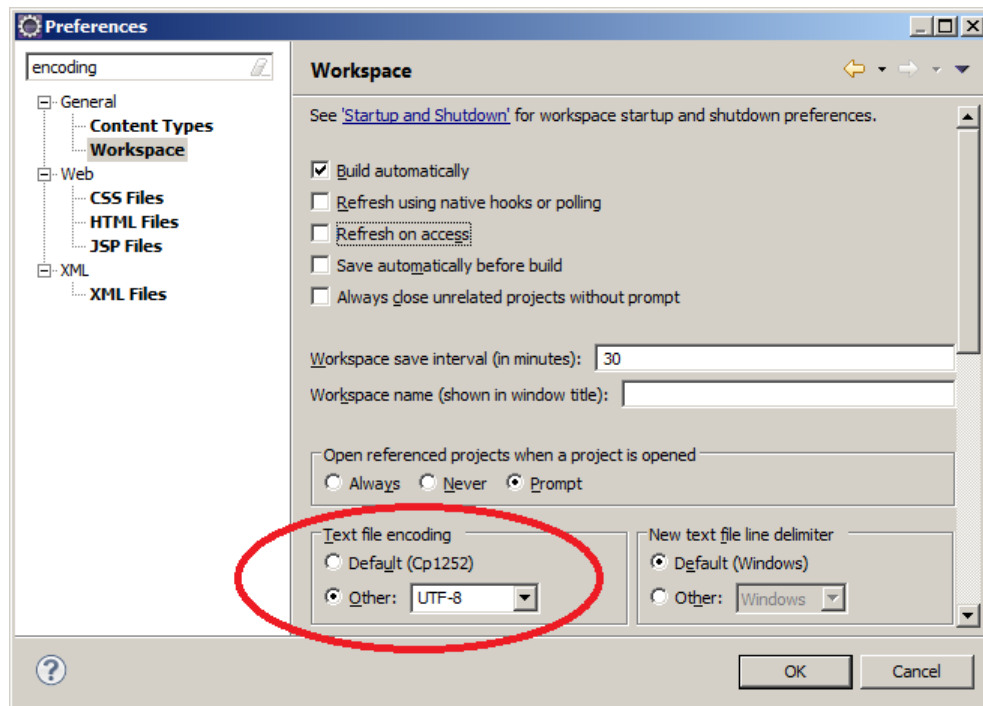 Preferences
encoding
General
Content Types
Workspace
Web
CSS Files
HTML Files
JSP Files
XML
XML Files
Workspace
See 'Startup and Shutdown' for workspace startup and shutdown preferences.
Build automatically
Refresh using native hooks or polling
Refresh on access
Save automatically before build
Always close unrelated projects without prompt
Workspace save interval (in minutes): 30
Workspace name (shown in window title):
Open referenced projects when a project is opened
Always Never Prompt
Text file encoding
Default (Cp1252)
Other: UTF-8
New text file line delimiter
Default (Windows)
Other: Windows
? OK Cancel